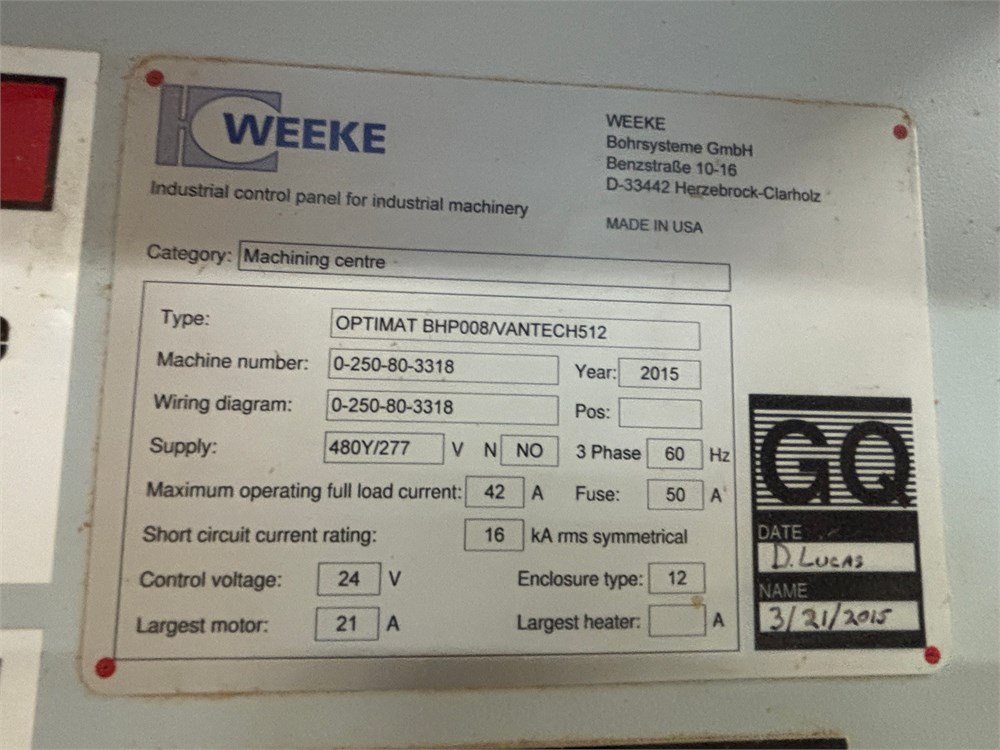 WEEKE
Industrial control panel for industrial machinery
WEEKE
Bohrsysteme GmbH
Benzstraße 10-16
D-33442 Herzebrock-Clarholz
MADE IN USA
Category: Machining centre
Type: OPTIMAT BHP008/VANTECH512
Machine number: 0-250-80-3318 Year: 2015
Wiring diagram: 0-250-80-3318 Pos:
Supply: 480Y/277 V N NO 3 Phase 60 Hz
Maximum operating full load current: 42 A Fuse: 50 A
Short circuit current rating: 16 kA rms symmetrical
Control voltage: 24 V Enclosure type: 12
Largest motor: 21 A Largest heater: A
GQ
DATE
D. LUCAS
NAME
3/21/2015